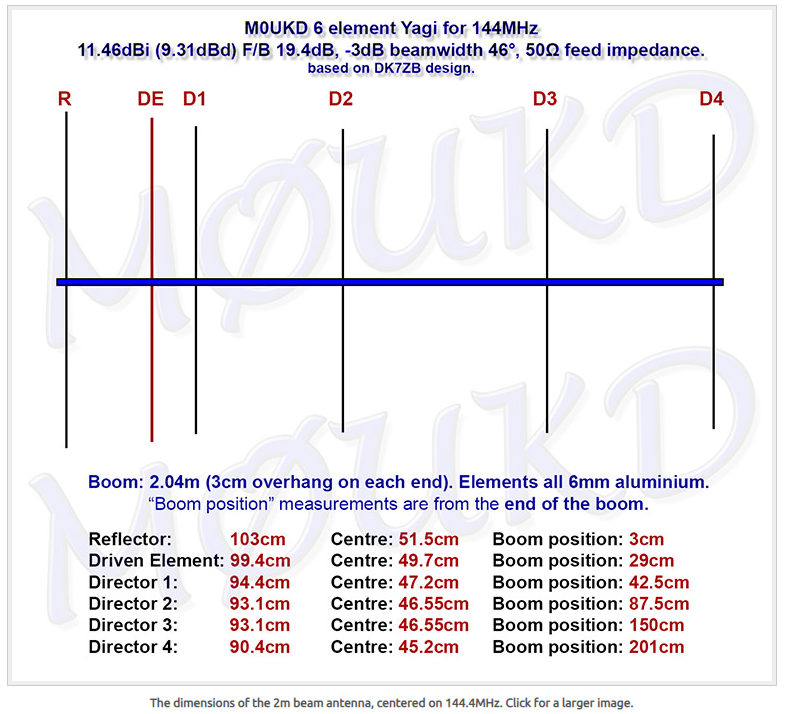 M0UKD 6 element Yagi for 144MHz
11.46dBi (9.31dBd) F/B 19.4dB, -3dB beamwidth 46°, 50Ω feed impedance.
based on DK7ZB design.
R DE D1 D2 D3 D4
MØUKD
MØUKD
Boom: 2.04m (3cm overhang on each end). Elements all 6mm aluminium.
“Boom position” measurements are from the end of the boom.
Reflector: 103cm Centre: 51.5cm Boom position: 3cm
Driven Element: 99.4cm Centre: 49.7cm Boom position: 29cm
Director 1: 94.4cm Centre: 47.2cm Boom position: 42.5cm
Director 2: 93.1cm Centre: 46.55cm Boom position: 87.5cm
Director 3: 93.1cm Centre: 46.55cm Boom position: 150cm
Director 4: 90.4cm Centre: 45.2cm Boom position: 201cm
The dimensions of the 2m beam antenna, centered on 144.4MHz. Click for a larger image.